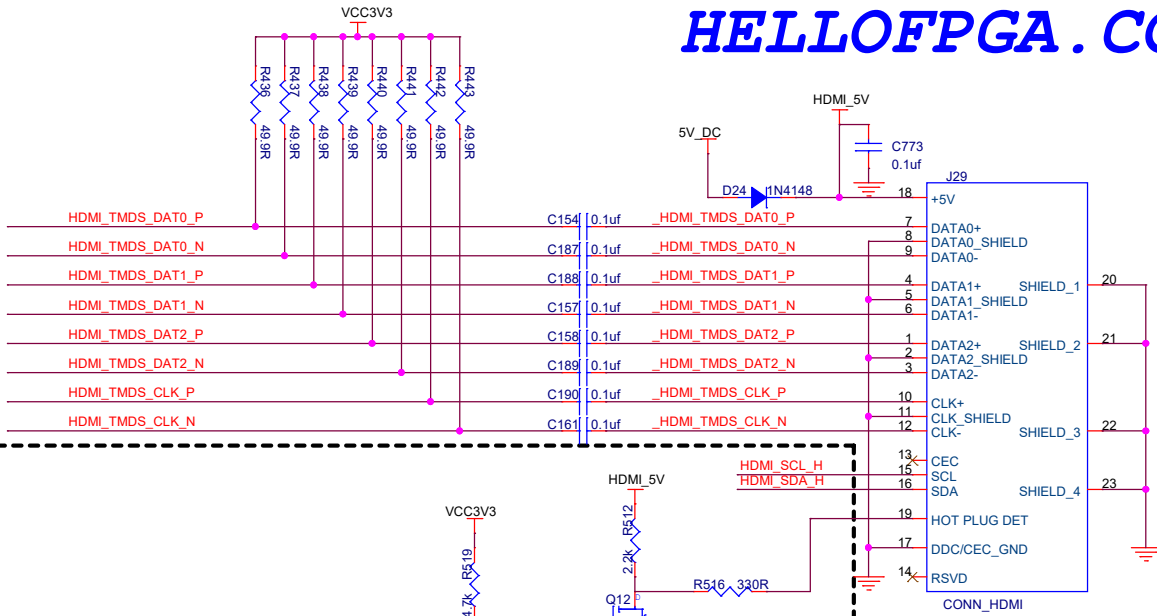 HELLOFPGA.CO
VCC3V3
R436
R437
R438
R439
R440
R441
R442
R443
49.9R
49.9R
49.9R
49.9R
49.9R
49.9R
49.9R
49.9R
HDMI_5V
5V_DC
C773
0.1uf
D24
1N4148
J29
18
+5V
HDMI_TMDS_DAT0_P
C154
0.1uf
_HDMI_TMDS_DAT0_P
7
DATA0+
8
DATA0_SHIELD
HDMI_TMDS_DAT0_N
C187
0.1uf
_HDMI_TMDS_DAT0_N
9
DATA0-
HDMI_TMDS_DAT1_P
C188
0.1uf
_HDMI_TMDS_DAT1_P
4
DATA1+
SHIELD_1
20
5
DATA1_SHIELD
HDMI_TMDS_DAT1_N
C157
0.1uf
_HDMI_TMDS_DAT1_N
6
DATA1-
HDMI_TMDS_DAT2_P
C158
0.1uf
_HDMI_TMDS_DAT2_P
1
DATA2+
SHIELD_2
21
2
DATA2_SHIELD
HDMI_TMDS_DAT2_N
C189
0.1uf
_HDMI_TMDS_DAT2_N
3
DATA2-
HDMI_TMDS_CLK_P
C190
0.1uf
_HDMI_TMDS_CLK_P
10
CLK+
11
CLK_SHIELD
HDMI_TMDS_CLK_N
C161
0.1uf
_HDMI_TMDS_CLK_N
12
CLK-
SHIELD_3
22
13
CEC
HDMI_SCL_H
15
SCL
HDMI_SDA_H
16
SDA
SHIELD_4
23
HDMI_5V
VCC3V3
R512
2.2k
19
HOT PLUG DET
17
DDC/CEC_GND
R519
4.7k
R516
330R
14
RSVD
Q12
D
CONN_HDMI